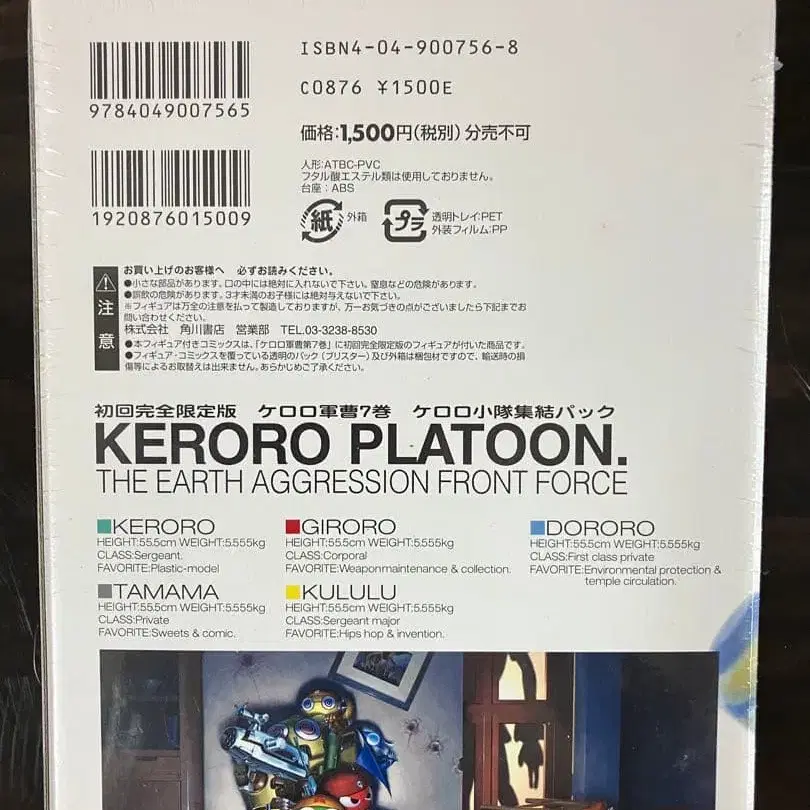 ISBN4-04-900756-8
9784049007565
C0876 ¥1500E
価格:1,500円(税別)分売不可
1920876015009
人形:ATBC-PVC
フタル酸エステル類は使用しておりません。
台座:ABS
紙 外箱
プラ 透明トレイ:PET
外装フィルム:PP
注意
お買い上げのお客様へ 必ずお読みください。
●小さな部品があります。口の中には絶対に入れないで下さい。窒息などの危険があります。
●誤飲の危険があります。3才未満のお子様には絶対与えないで下さい。
※フィギュアは万全の注意を払って製造しておりますが、万一お気づきの点がございましたら下記までお
問い合わせください。
株式会社 角川書店 営業部 TEL.03-3238-8530
●本フィギュア付きコミックスは、「ケロロ軍曹第7巻」に初回完全限定版のフィギュアが付いた商品です。
●フィギュア・コミックスを覆っている透明のパック(ブリスター)及び外箱は梱包材ですので、輸送時の損
傷等によるお取替えは出来ません。あらかじめご了承ください。
初回完全限定版 ケロロ軍曹7巻 ケロロ小隊集結パック
KERORO PLATOON.
THE EARTH AGGRESSION FRONT FORCE
KERORO
HEIGHT:55.5cm WEIGHT:5.555kg
CLASS:Sergeant.
FAVORITE:Plastic-model
GIRORO
HEIGHT:55.5cm WEIGHT:5.555kg
CLASS:Corporal
FAVORITE:Weaponmaintenance & collection.
DORORO
HEIGHT:55.5cm WEIGHT:5.555kg
CLASS:First class private
FAVORITE:Environmental protection &
temple circulation.
TAMAMA
HEIGHT:55.5cm WEIGHT:5.555kg
CLASS:Private
FAVORITE:Sweets & comic.
KULULU
HEIGHT:55.5cm WEIGHT:5.555kg
CLASS:Sergeant major
FAVORITE:Hips hop & invention.